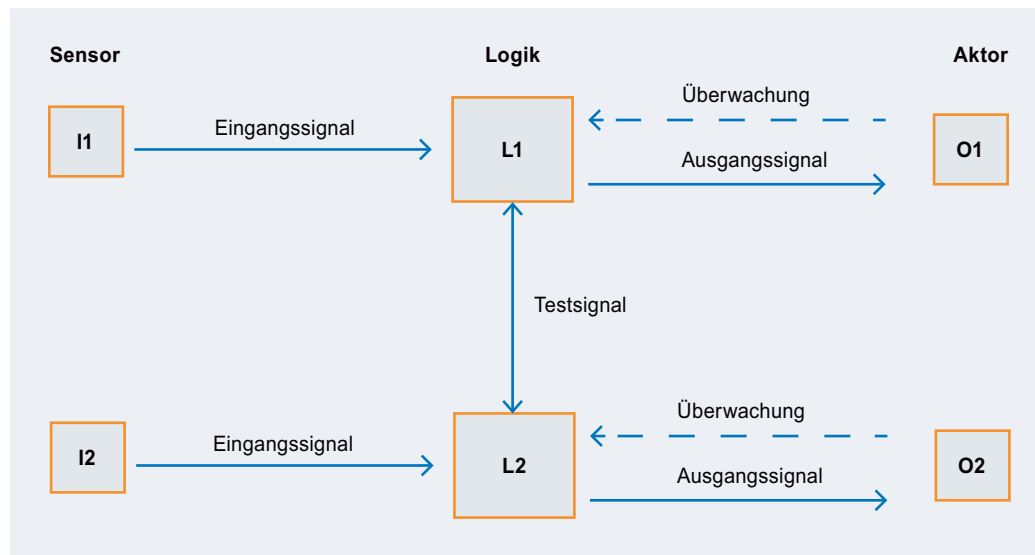 Sensor
Logik
Aktor
I1
Eingangssignal
L1
Überwachung
Ausgangssignal
O1
Testsignal
I2
Eingangssignal
L2
Überwachung
Ausgangssignal
O2